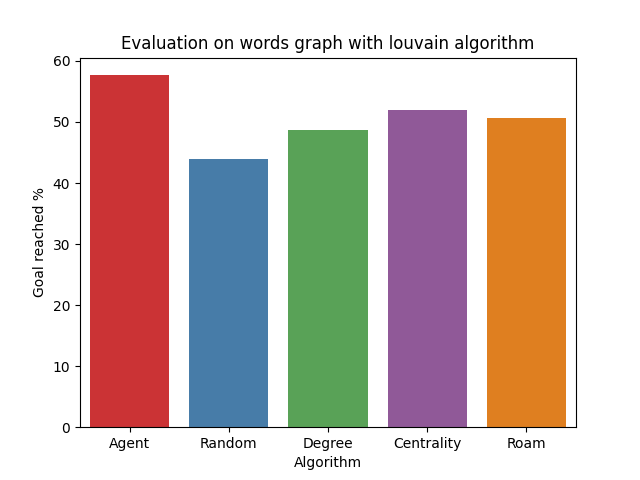 Evaluation on words graph with louvain algorithm
Goal reached %
60
50
40
30
20
10
0
Agent
Random
Degree
Centrality
Roam
Algorithm